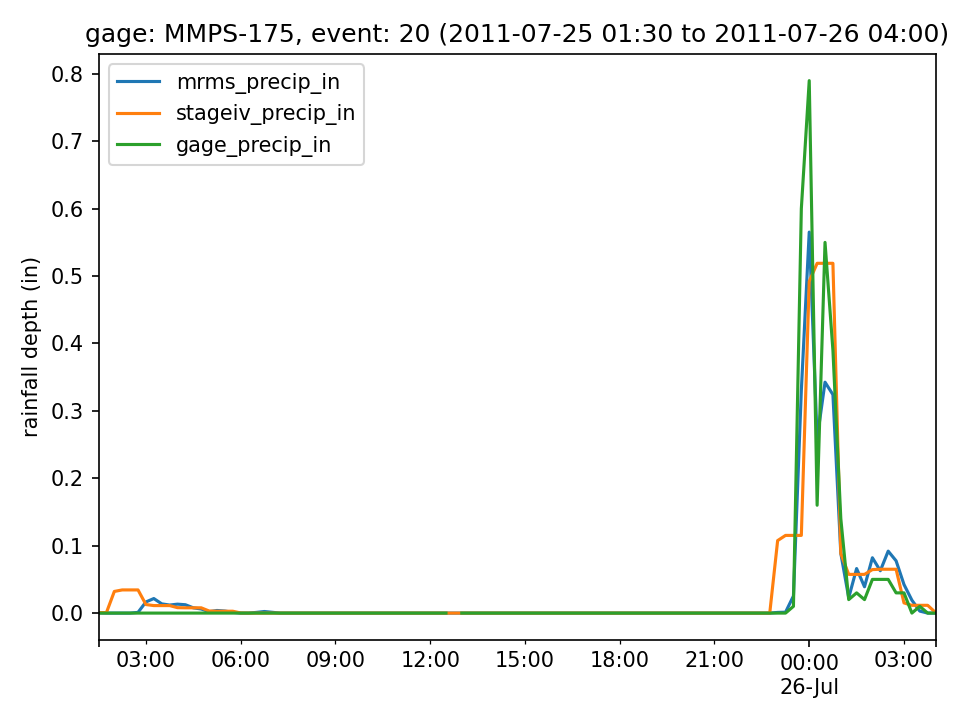 gage: MMPS-175, event: 20 (2011-07-25 01:30 to 2011-07-26 04:00)
mrms_precip_in
stageiv_precip_in
gage_precip_in
rainfall depth (in)
0.8
0.7
0.6
0.5
0.4
0.3
0.2
0.1
0.0
03:00 06:00 09:00 12:00 15:00 18:00 21:00 00:00 03:00
26-Jul